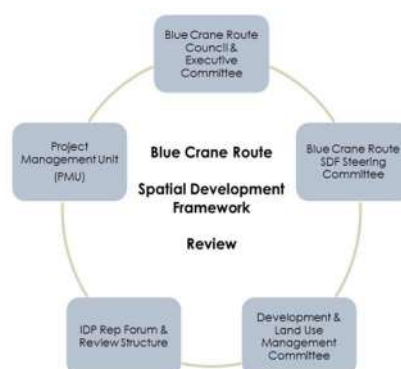 Blue Crane Route
Council &
Executive
Committee
Project
Management Unit
(PMU)
Blue Crane Route
Spatial Development
Framework
Review
Blue Crane Route
SDF Steering
Committee
IDP Rep Forum &
Review Structure
Development &
Land Use
Management
Committee